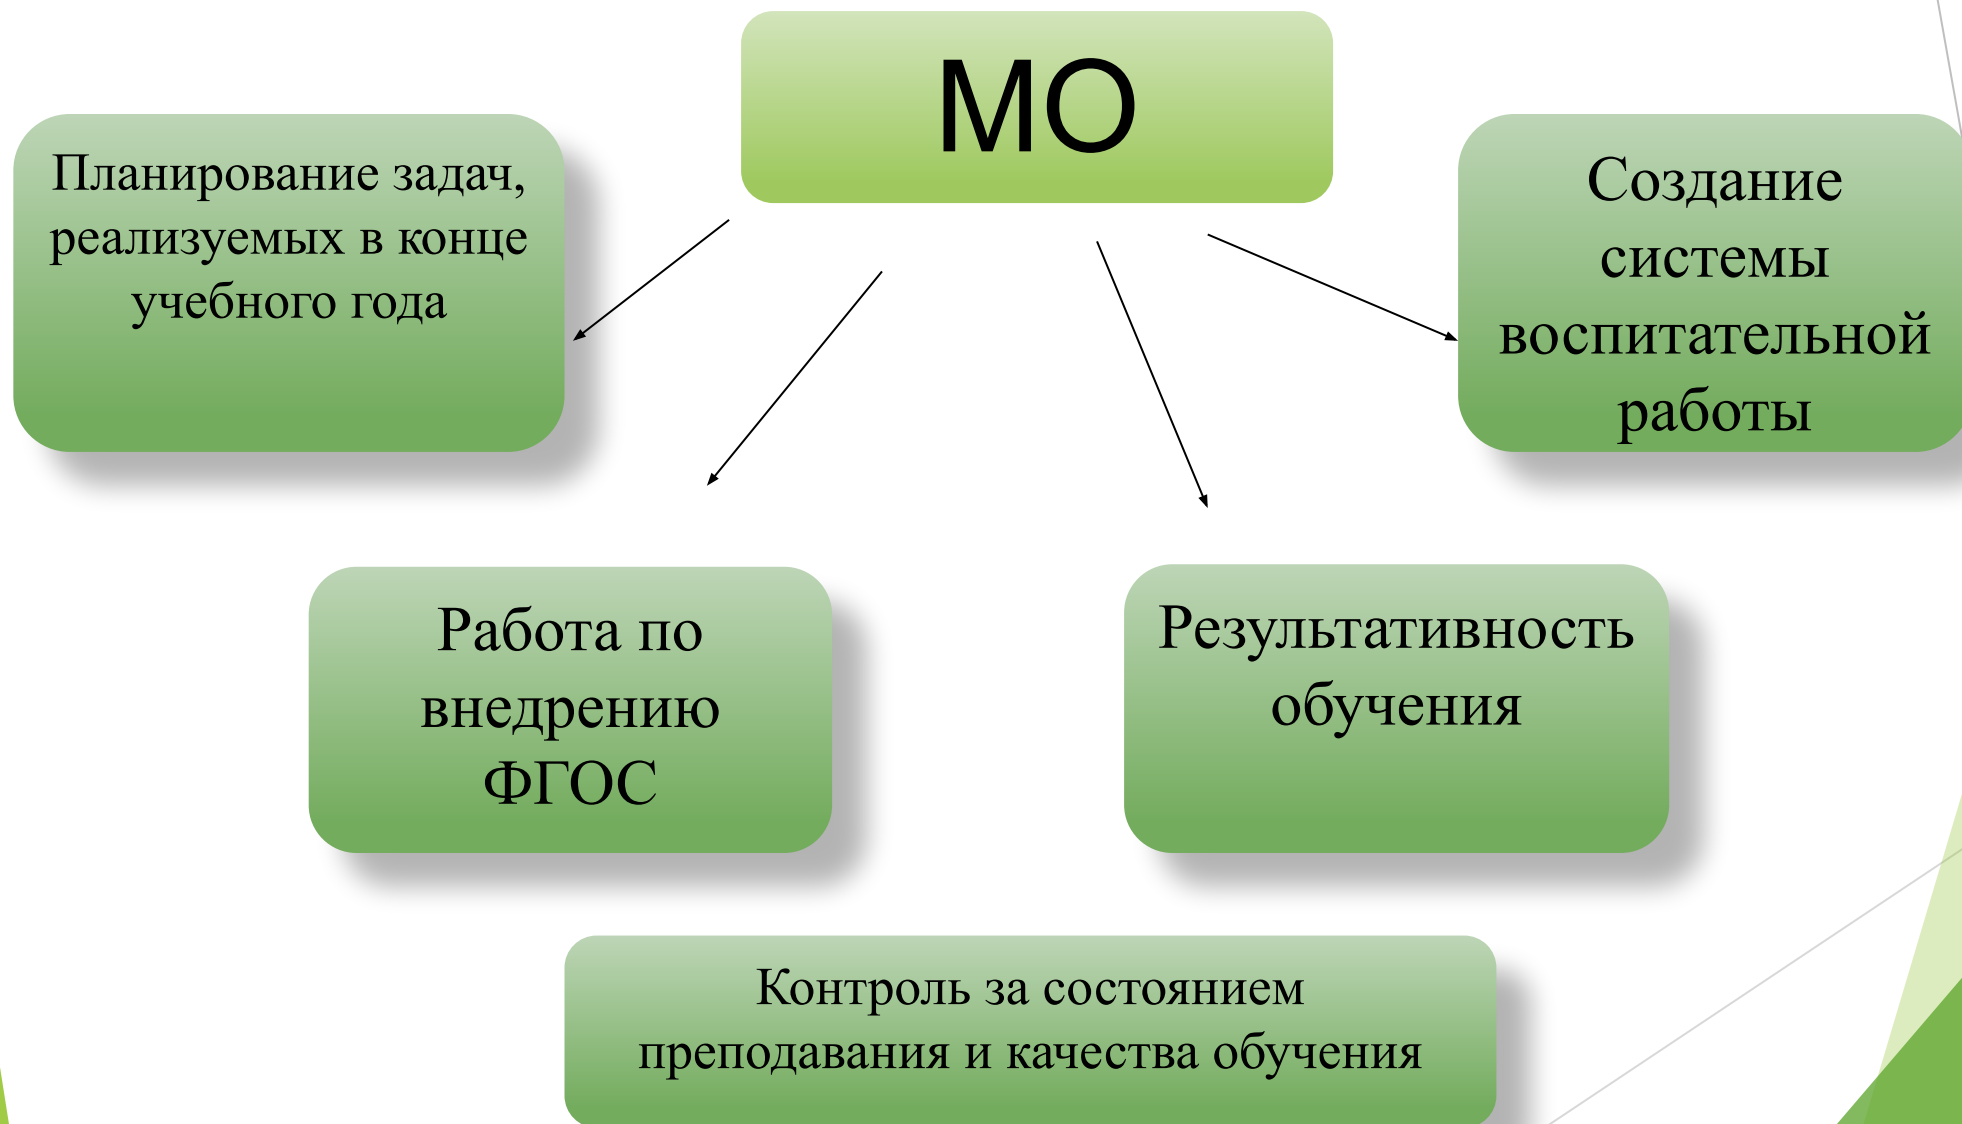 МО
Планирование задач,
реализуемых в конце
учебного года
Создание
системы
воспитательной
работы
Работа по
внедрению
ФГОС
Результативность
обучения
Контроль за состоянием
преподавания и качества обучения